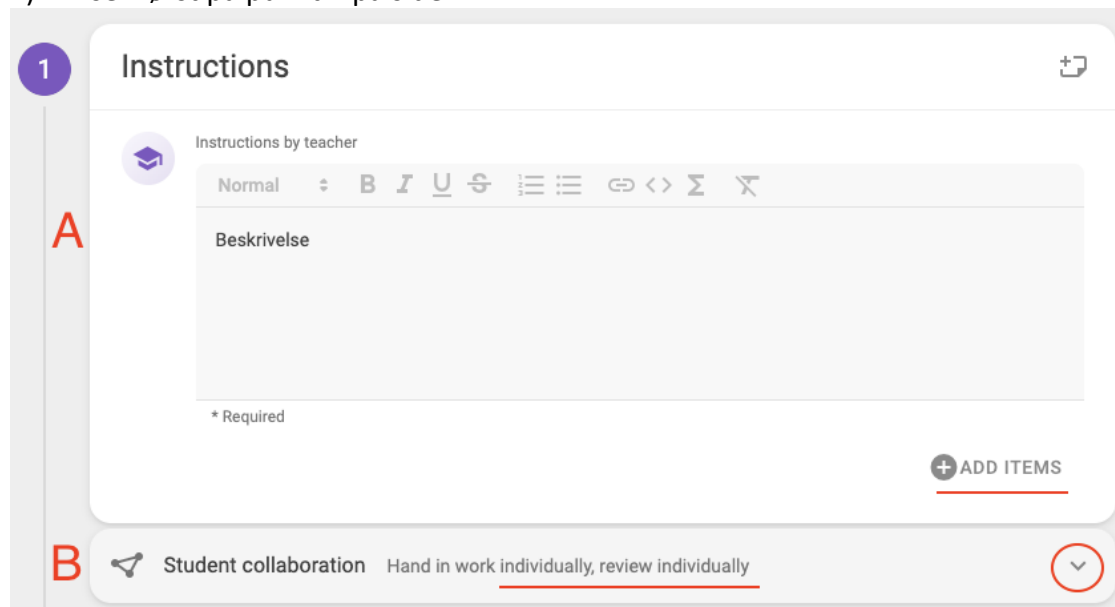 1
Instructions
Instructions by teacher
Normal B I U S Σ
A
Beskrivelse
* Required
ADD ITEMS
B
Student collaboration Hand in work individually, review individually